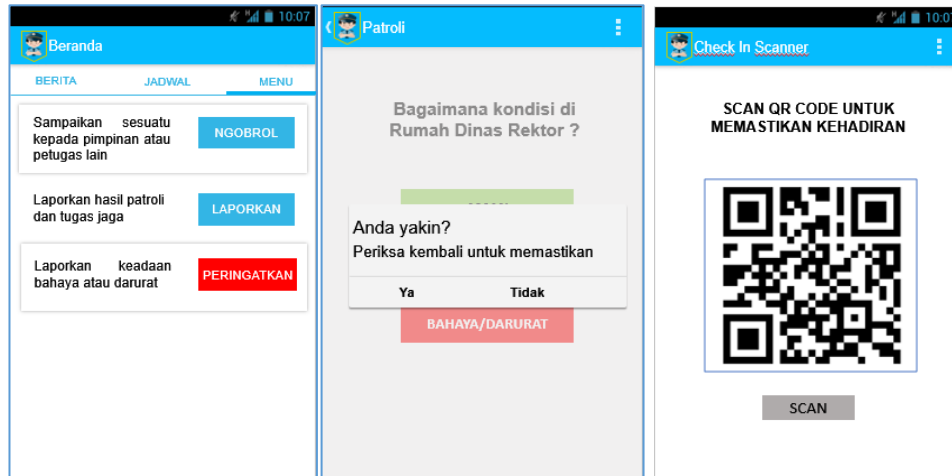 10:07
Beranda
BERITA JADWAL MENU
Sampaikan sesuatu
kepada pimpinan atau
petugas lain
NGOBROL
Laporkan hasil patroli
dan tugas jaga
LAPORKAN
Laporkan keadaan
bahaya atau darurat
PERINGATKAN
Patroli
Bagaimana kondisi di
Rumah Dinas Rektor ?
Anda yakin?
Periksa kembali untuk memastikan
Ya Tidak
BAHAYA/DARURAT
Check In Scanner
SCAN QR CODE UNTUK
MEMASTIKAN KEHADIRAN
SCAN